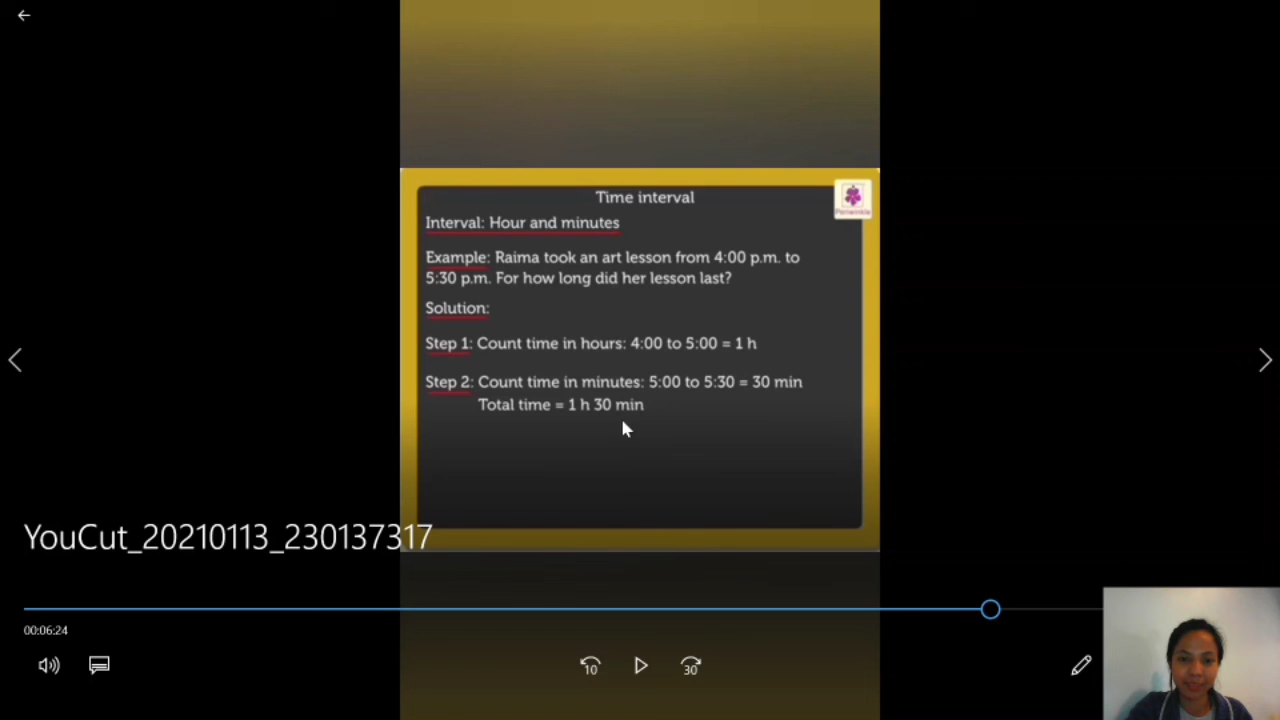 Time interval
Periwinkle
Interval: Hour and minutes
Example: Raima took an art lesson from 4:00 p.m. to
5:30 p.m. For how long did her lesson last?
Solution:
Step 1: Count time in hours: 4:00 to 5:00 = 1 h
Step 2: Count time in minutes: 5:00 to 5:30 = 30 min
Total time = 1 h 30 min
YouCut_20210113_230137317
00:06:24
10
30